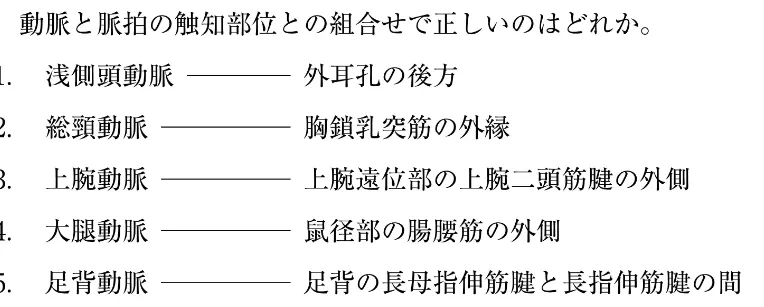 動脈と脈拍の触知部位との組合せで正しいのはどれか。
1. 浅側頭動脈 ――――― 外耳孔の後方
2. 総頸動脈 ――――― 胸鎖乳突筋の外縁
3. 上腕動脈 ――――― 上腕遠位部の上腕二頭筋腱の外側
4. 大腿動脈 ――――― 鼠径部の腸腰筋の外側
5. 足背動脈 ――――― 足背の長母指伸筋腱と長指伸筋腱の間